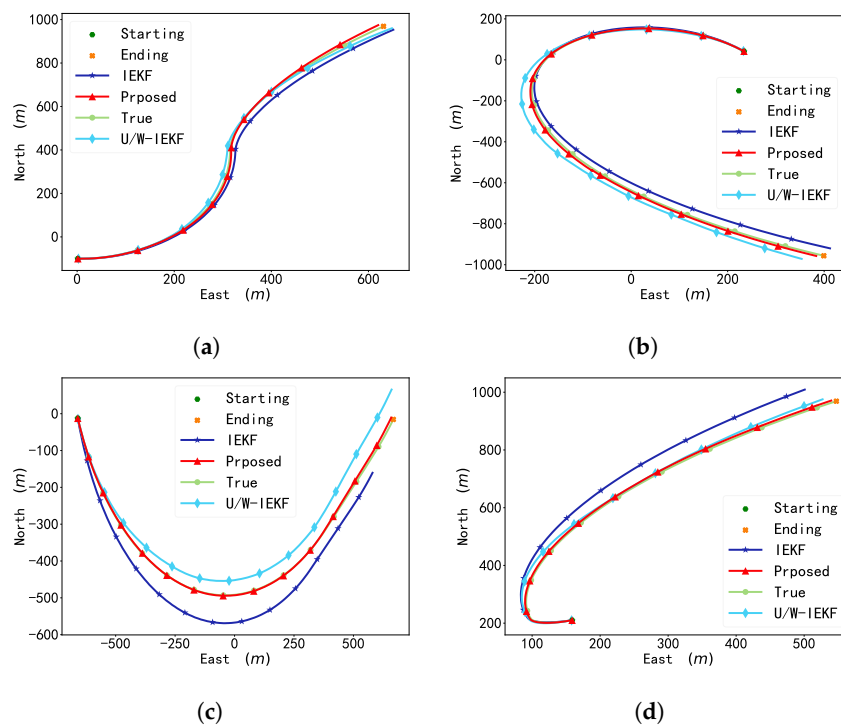 1000
800
600
400
200
0
North (m)
0 200 400 600
East (m)
Starting
Ending
IEKF
Prposed
True
U/W-IEKF
(a)
200
0
−200
−400
−600
−800
−1000
North (m)
−200 0 200 400
East (m)
Starting
Ending
IEKF
Prposed
True
U/W-IEKF
(b)
0
−100
−200
−300
−400
−500
−600
North (m)
−500 −250 0 250 500
East (m)
Starting
Ending
IEKF
Prposed
True
U/W-IEKF
(c)
1000
800
600
400
200
North (m)
100 200 300 400 500
East (m)
Starting
Ending
IEKF
Prposed
True
U/W-IEKF
(d)